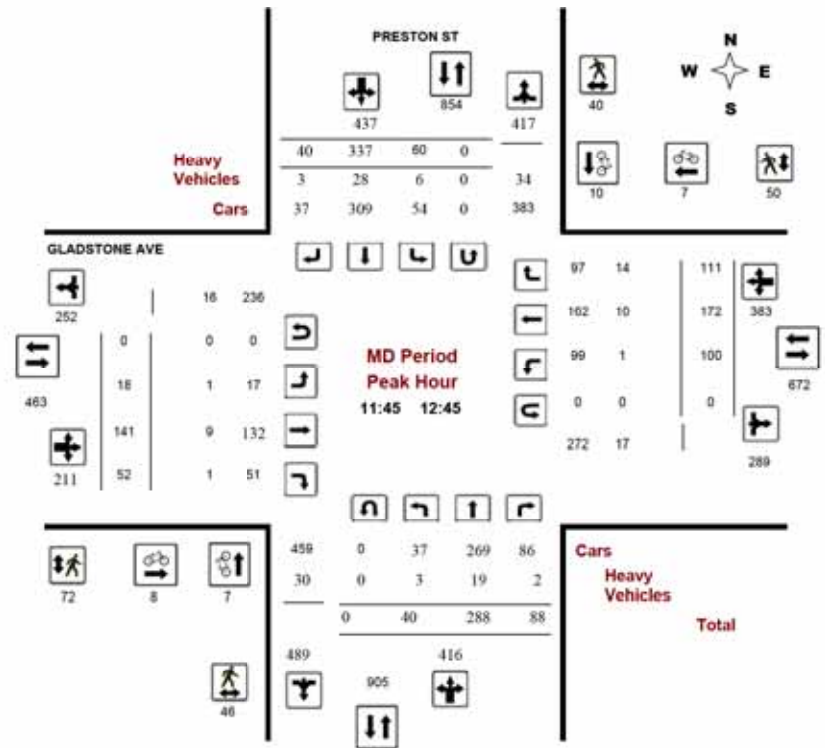 PRESTON ST
N
W E
S
437 854 417 40
40 337 60 0
Heavy
Vehicles
3 28 6 0 34
Cars
37 309 54 0 383
10 7 50
GLADSTONE AVE
252
16 236
0 0 0
463
18 1 17
141 9 132
211
52 1 51
MD Period
Peak Hour
11:45 12:45
97 14 111
383
162 10 172
99 1 100
672
0 0 0
272 17
289
72 8 7
46
459 0 37 269 86
30 0 3 19 2
0 40 288 88
489 416
905
Cars
Heavy
Vehicles
Total